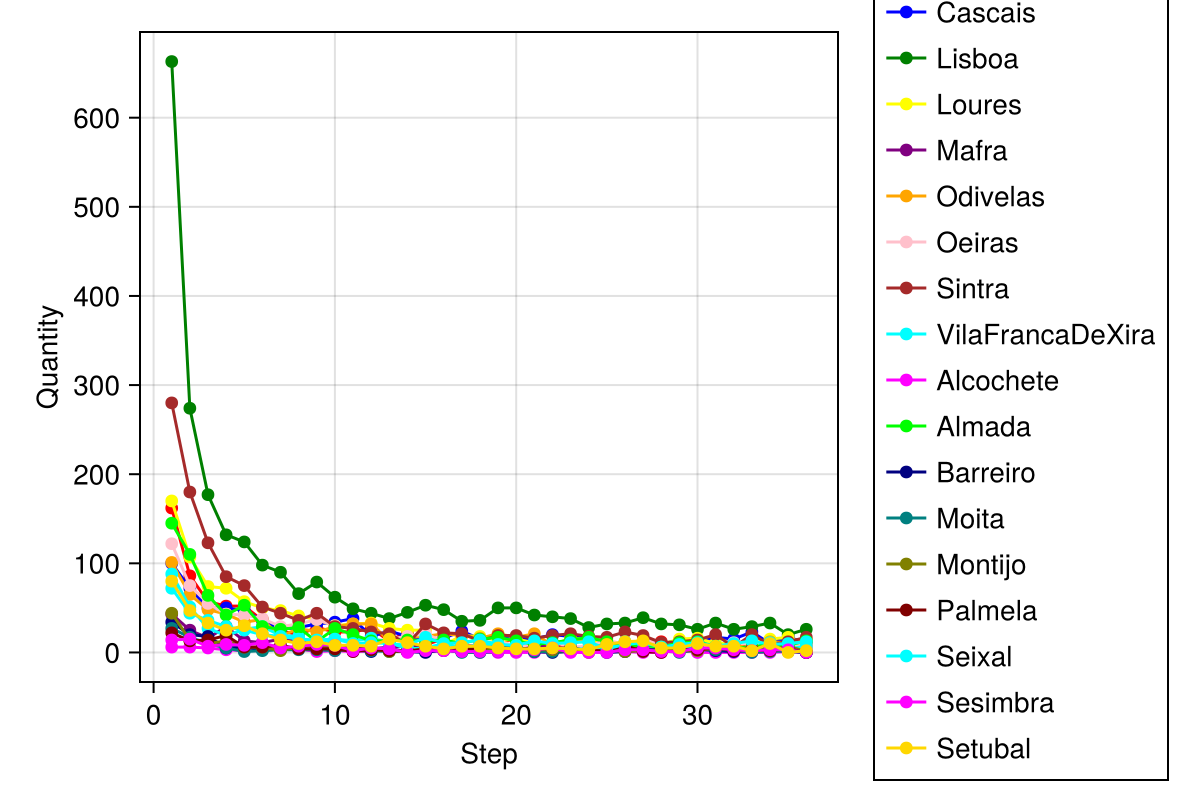 Quantity
600
500
400
300
200
100
0
0
10
20
30
Step
Cascais
Lisboa
Loures
Mafra
Odivelas
Oeiras
Sintra
VilaFrancaDeXira
Alcochete
Almada
Barreiro
Moita
Montijo
Palmela
Seixal
Sesimbra
Setubal